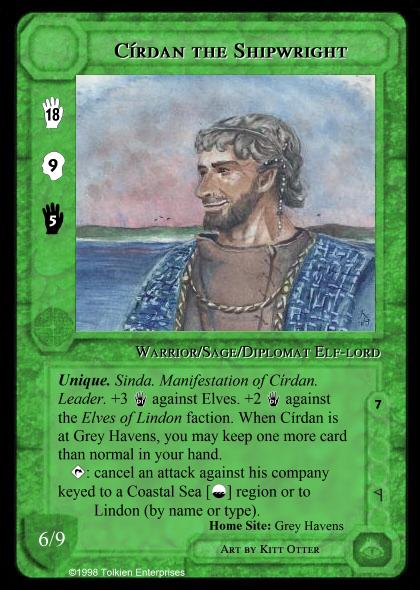 CÍRDAN THE SHIPWRIGHT
18
9
5
WARRIOR/SAGE/DIPLOMAT ELF-LORD
Unique. Sinda. Manifestation of Círdan.
Leader. +3 against Elves. +2 against
the Elves of Lindon faction. When Círdan is
at Grey Havens, you may keep one more card
than normal in your hand.
: cancel an attack against his company
keyed to a Coastal Sea [ ] region or to
Lindon (by name or type).
7
Home Site: Grey Havens
6/9
ART BY KITT OTTER
©1998 Tolkien Enterprises